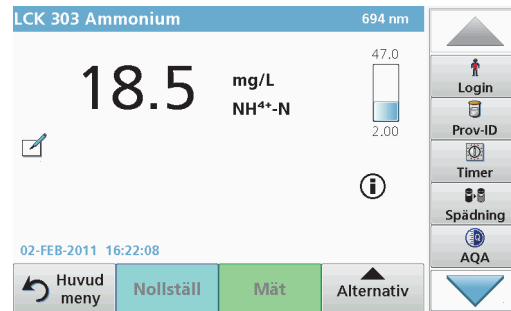 LCK 303 Ammonium 694 nm
47.0
18.5 mg/L
NH⁴⁺-N
2.00
02-FEB-2011 16:22:08
Huvud
meny
Nollställ
Mät
Alternativ
Login
Prov-ID
Timer
Spädning
AQA